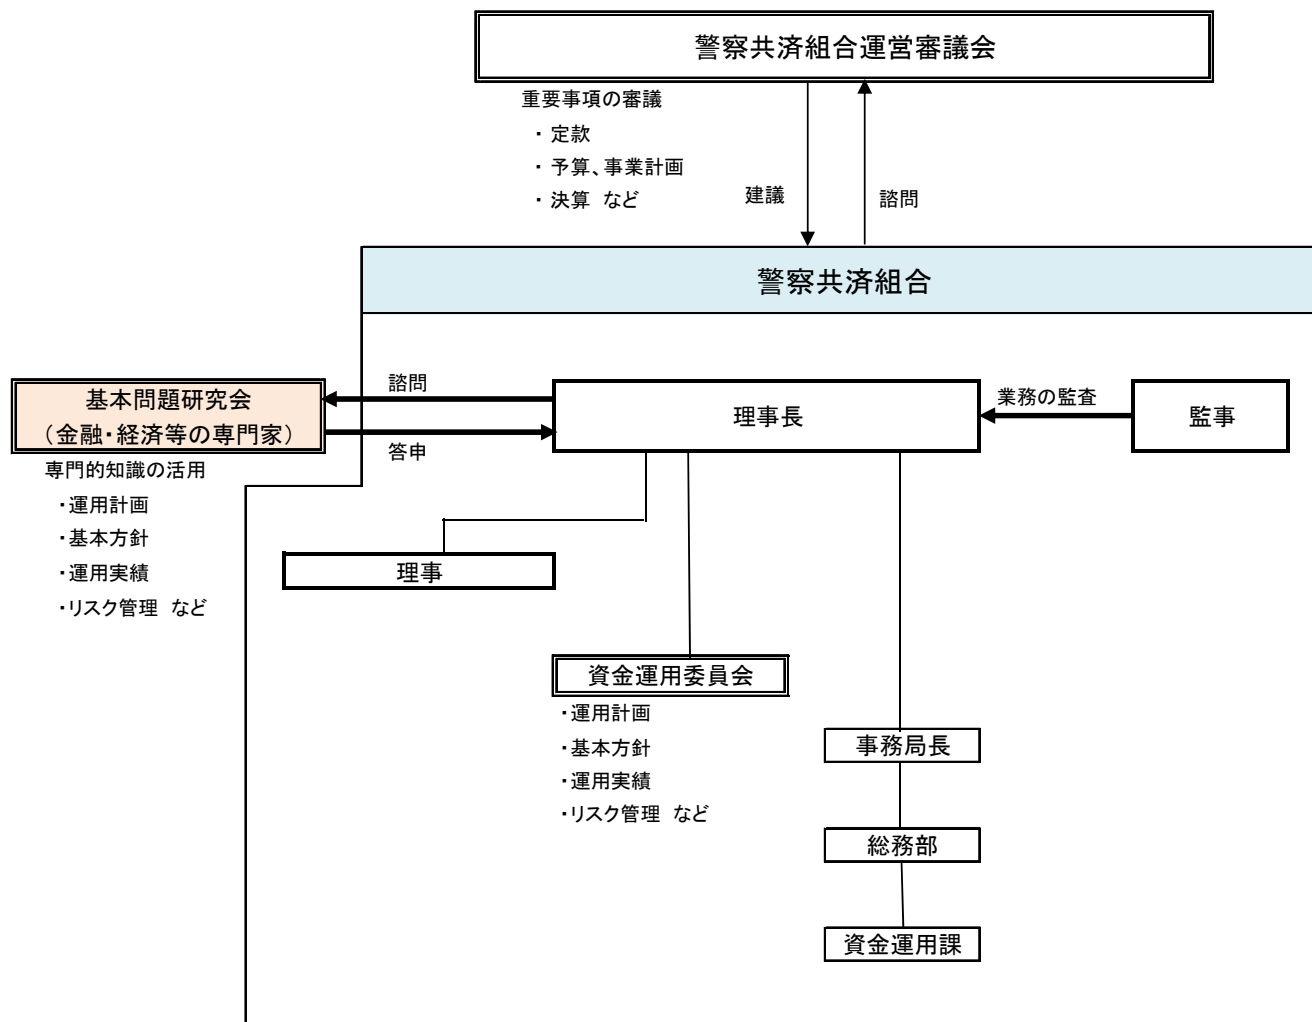 警察共済組合運営審議会
重要事項の審議
・ 定款
・ 予算、事業計画
・ 決算 など
建議
諮問
警察共済組合
基本問題研究会
（金融・経済等の専門家）
諮問
答申
理事長
業務の監査
監事
専門的知識の活用
・運用計画
・基本方針
・運用実績
・リスク管理 など
理事
資金運用委員会
・運用計画
・基本方針
・運用実績
・リスク管理 など
事務局長
総務部
資金運用課